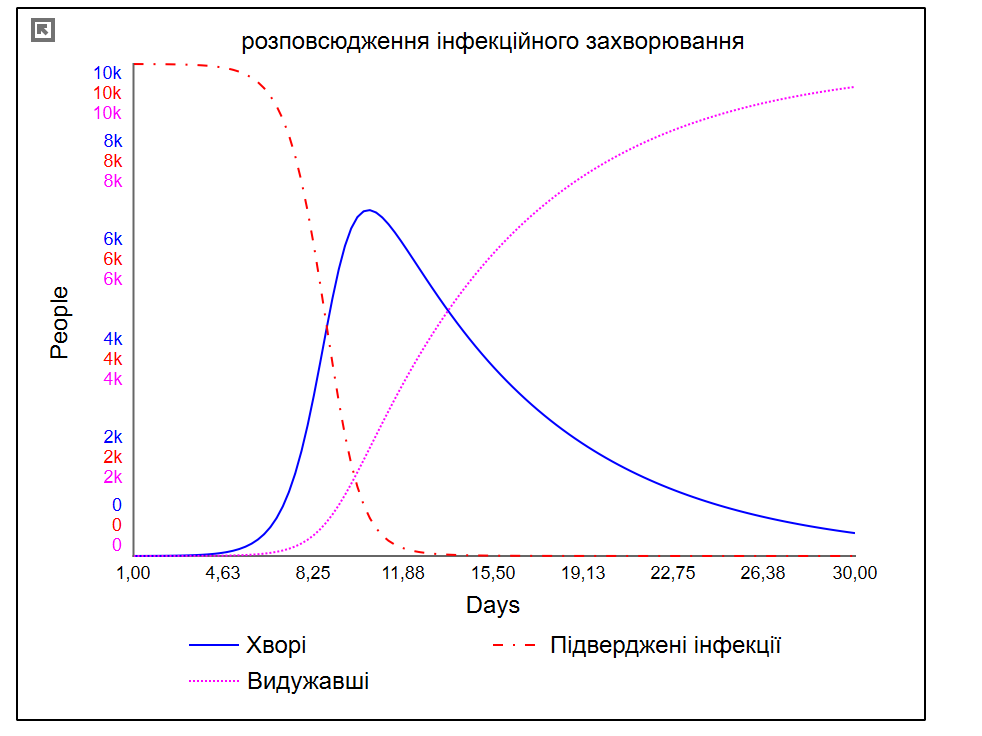 розповсюдження інфекційного захворювання
10k
10k
10k
8k
8k
8k
6k
6k
6k
People
4k
4k
4k
2k
2k
2k
0
0
0
1,00 4,63 8,25 11,88 15,50 19,13 22,75 26,38 30,00
Days
Хворі Підверджені інфекції
Видужавші